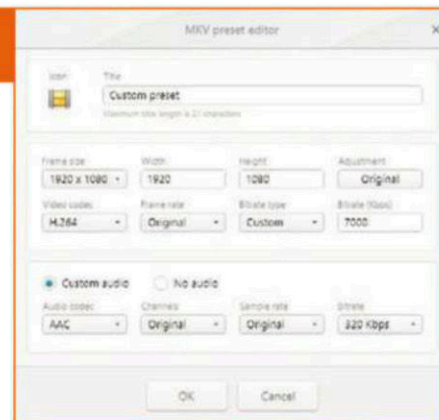 MKV preset editor ×
Icon Title
Custom preset
Maximum title length is 21 characters
Frame size Width Height Adjustment
1920 x 1080 1920 1080 Original
Video codec Frame rate Bitrate type Bitrate (Kbps)
H.264 Original Custom 7000
Custom audio No audio
Audio codec Channels Sample rate Bitrate
AAC Original Original 320 Kbps
OK Cancel